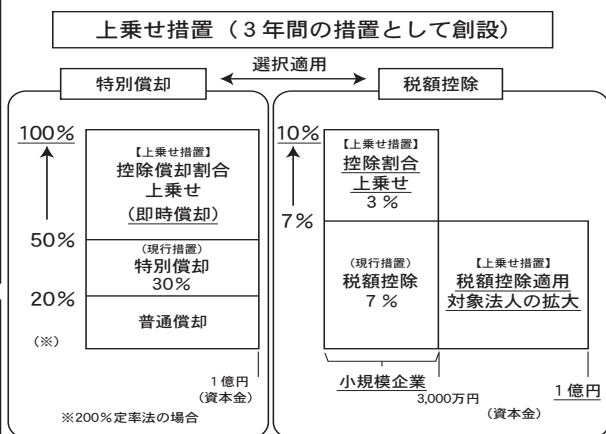 上乗せ措置（３年間の措置として創設）
選択適用
特別償却
税額控除
100%
【上乗せ措置】
控除償却割合
上乗せ
(即時償却)
50%
(現行措置)
特別償却
30%
20%
普通償却
(※)
１億円
(資本金)
※200%定率法の場合
10%
【上乗せ措置】
控除割合
上乗せ
３％
7%
(現行措置)
税額控除
７％
【上乗せ措置】
税額控除適用
対象法人の拡大
小規模企業
3,000万円
１億円
(資本金)